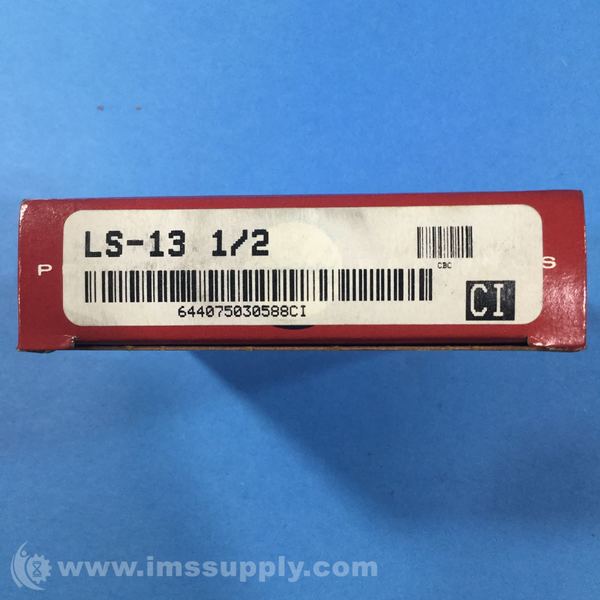 LS-13 1/2
CBC
P S
644075030588CI
CI
www.imssupply.com